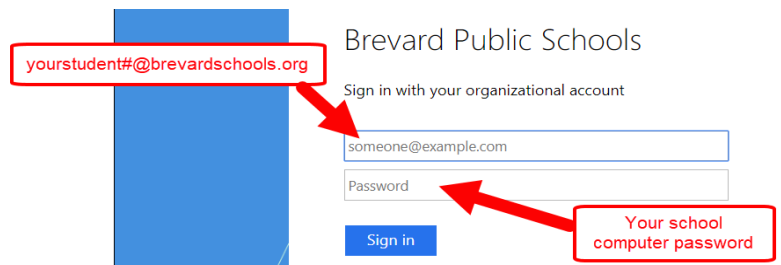 Brevard Public Schools
yourstudent#@brevardschools.org
Sign in with your organizational account
someone@example.com
Password
Your school
computer password
Sign in